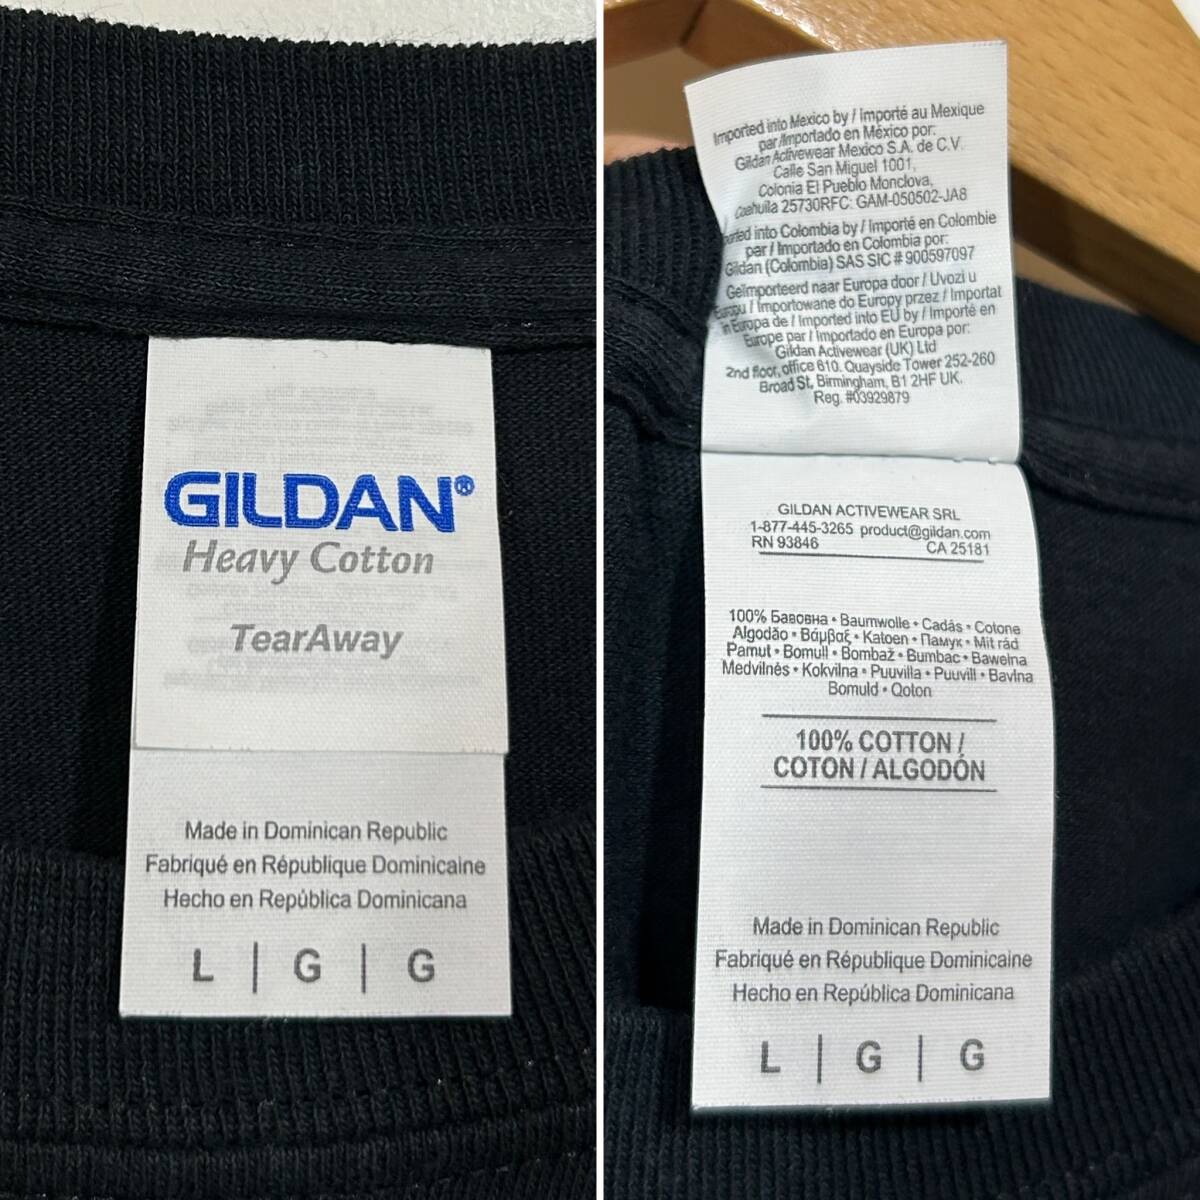 GILDAN®
Heavy Cotton
TearAway
Made in Dominican Republic
Fabriqué en République Dominicaine
Hecho en República Dominicana
L | G | G
Imported into Mexico by / Importé au Mexique
par /Importado en México por:
Gildan Activewear Mexico S.A. de C.V.
Calle San Miguel 1001,
Colonia El Pueblo Monclova,
Coahuila 25730RFC: GAM-050502-JA8
into Colombia by / Importé en Colombie
par / Importado en Colombia por:
Gildan (Colombia) SAS SIC # 900597097
Geïmporteerd naar Europa door / Uvozi u
Europu / Importowane do Europy przez / Importat
in Europa de / Imported into EU by / Importé en
Europe par / Importado en Europa por:
Gildan Activewear (UK) Ltd
2nd floor, office 610. Quayside Tower 252-260
Broad St, Birmingham, B1 2HF UK.
Reg. #03929879
GILDAN ACTIVEWEAR SRL
1-877-445-3265 product@gildan.com
RN 93846 CA 25181
100% Бавовна • Baumwolle • Cadás • Cotone
Algodão • Βάμβαξ • Katoen • Памук • Mit rád
Pamut • Bomull • Bombaž • Bumbac • Bawełna
Medvilnės • Kokvilna • Puuvilla • Puuvill • Bavlna
Bomuld • Qoton
100% COTTON /
COTON / ALGODÓN
Made in Dominican Republic
Fabriqué en République Dominicaine
Hecho en República Dominicana
L | G | G